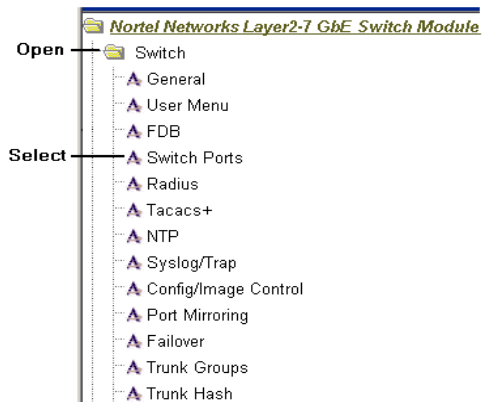 Nortel Networks Layer2-7 GbE Switch Module
Open
Switch
General
User Menu
FDB
Select
Switch Ports
Radius
Tacacs+
NTP
Syslog/Trap
Config/Image Control
Port Mirroring
Failover
Trunk Groups
Trunk Hash